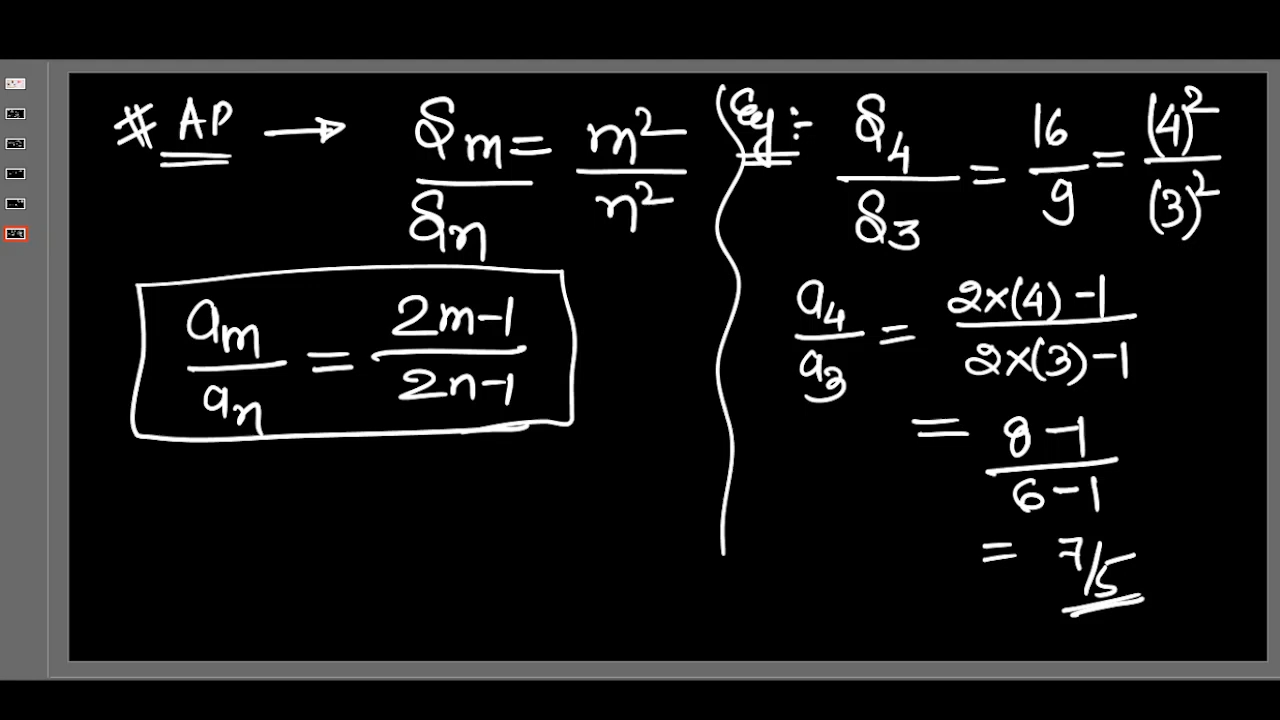 # AP → Sm/Sn = m²/n²
am/an = 2m-1/2n-1
Eg :- S4/S3 = 16/9 = (4)²/(3)²
a4/a3 = 2×(4)-1/2×(3)-1
= 8-1/6-1
= 7/5